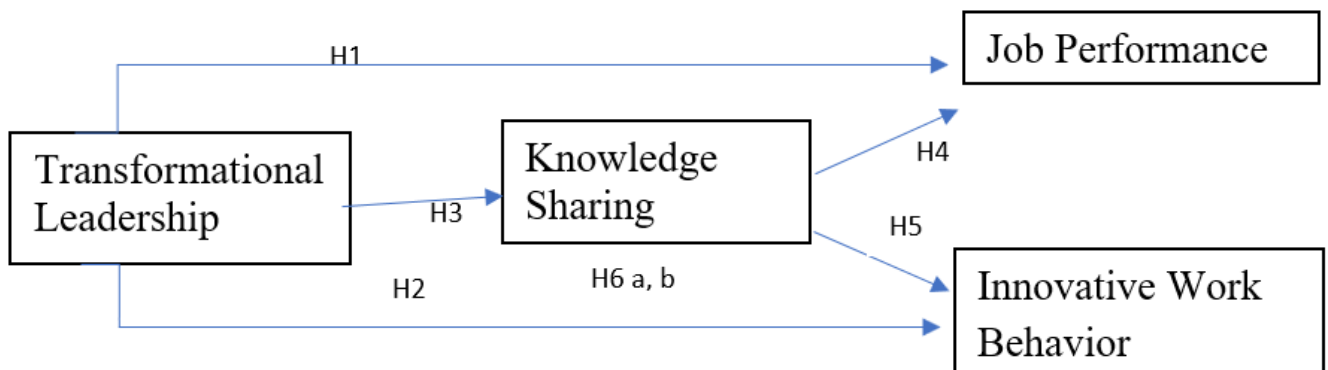 H1
Job Performance
Transformational
Leadership
H3
Knowledge
Sharing
H4
H5
H2
H6 a, b
Innovative Work
Behavior